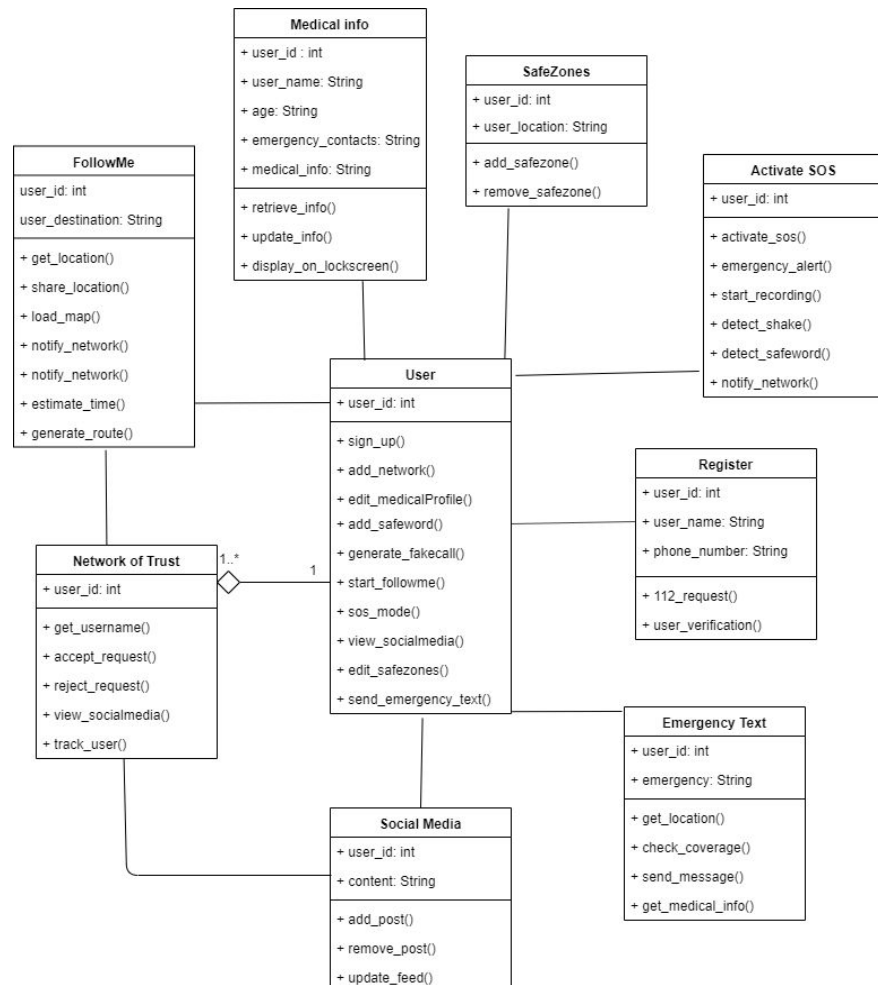 Medical info
+ user_id : int
+ user_name: String
+ age: String
+ emergency_contacts: String
+ medical_info: String
+ retrieve_info()
+ update_info()
+ display_on_lockscreen()
SafeZones
+ user_id: int
+ user_location: String
+ add_safezone()
+ remove_safezone()
FollowMe
user_id: int
user_destination: String
+ get_location()
+ share_location()
+ load_map()
+ notify_network()
+ notify_network()
+ estimate_time()
+ generate_route()
Activate SOS
+ user_id: int
+ activate_sos()
+ emergency_alert()
+ start_recording()
+ detect_shake()
+ detect_safeword()
+ notify_network()
User
+ user_id: int
+ sign_up()
+ add_network()
+ edit_medicalProfile()
+ add_safeword()
+ generate_fakecall()
+ start_followme()
+ sos_mode()
+ view_socialmedia()
+ edit_safezones()
+ send_emergency_text()
Register
+ user_id: int
+ user_name: String
+ phone_number: String
+ 112_request()
+ user_verification()
Network of Trust
+ user_id: int
+ get_username()
+ accept_request()
+ reject_request()
+ view_socialmedia()
+ track_user()
1..*
1
Emergency Text
+ user_id: int
+ emergency: String
+ get_location()
+ check_coverage()
+ send_message()
+ get_medical_info()
Social Media
+ user_id: int
+ content: String
+ add_post()
+ remove_post()
+ update_feed()